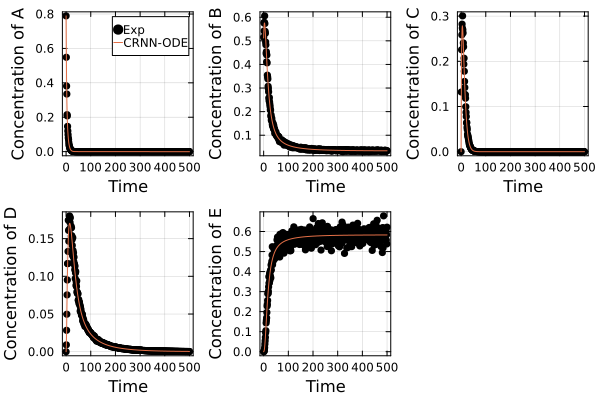 Concentration of A
0.8
0.6
0.4
0.2
0.0
Exp
CRNN-ODE
0 100 200 300 400 500
Time
Concentration of B
0.6
0.5
0.4
0.3
0.2
0.1
0 100 200 300 400 500
Time
Concentration of C
0.3
0.2
0.1
0.0
0 100 200 300 400 500
Time
Concentration of D
0.15
0.10
0.05
0.00
0 100 200 300 400 500
Time
Concentration of E
0.6
0.5
0.4
0.3
0.2
0.1
0.0
0 100 200 300 400 500
Time